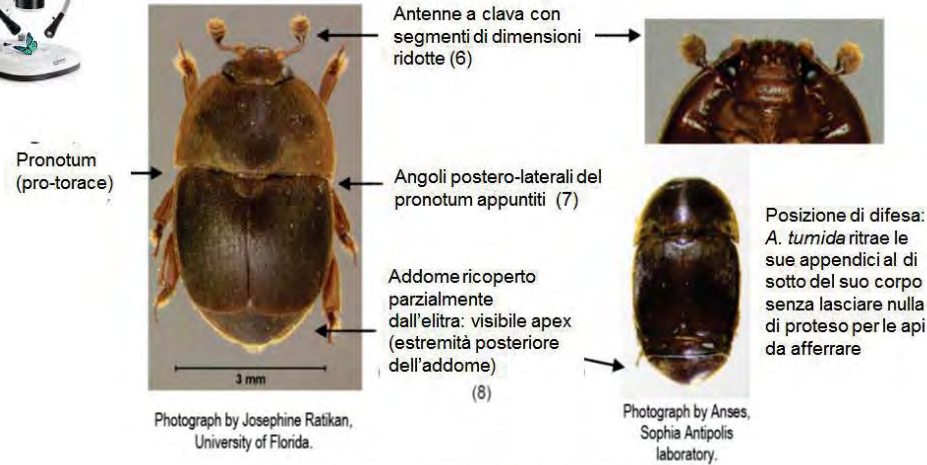 Antenne a clava con
segmenti di dimensioni
ridotte (6)
Pronotum
(pro-torace)
Angoli postero-laterali del
pronotum appuntiti (7)
Addome ricoperto
parzialmente
dall'elitra: visibile apex
(estremità posteriore
dell'addome)
(8)
Posizione di difesa:
A. tumida ritrae le
sue appendici al di
sotto del suo corpo
senza lasciare nulla
di proteso per le api
da afferrare
3 mm
Photograph by Josephine Ratikan,
University of Florida.
Photograph by Anses,
Sophia Antipolis
laboratory.